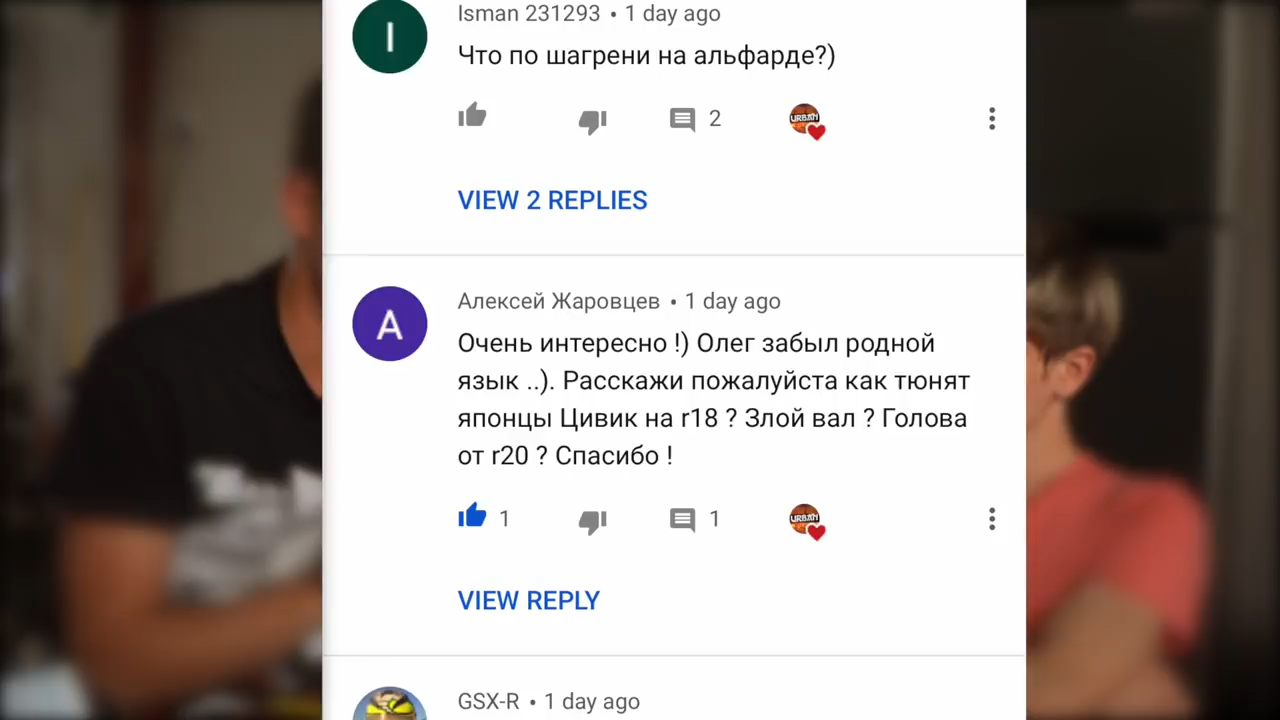 I
Isman 231293 • 1 day ago
Что по шагрени на альфарде?)
2
URBAN
VIEW 2 REPLIES
А
Алексей Жаровцев • 1 day ago
Очень интересно !) Олег забыл родной
язык ..). Расскажи пожалуйста как тюнят
японцы Цивик на r18 ? Злой вал ? Голова
от r20 ? Спасибо !
1
1
URBAN
VIEW REPLY
GSX-R • 1 day ago